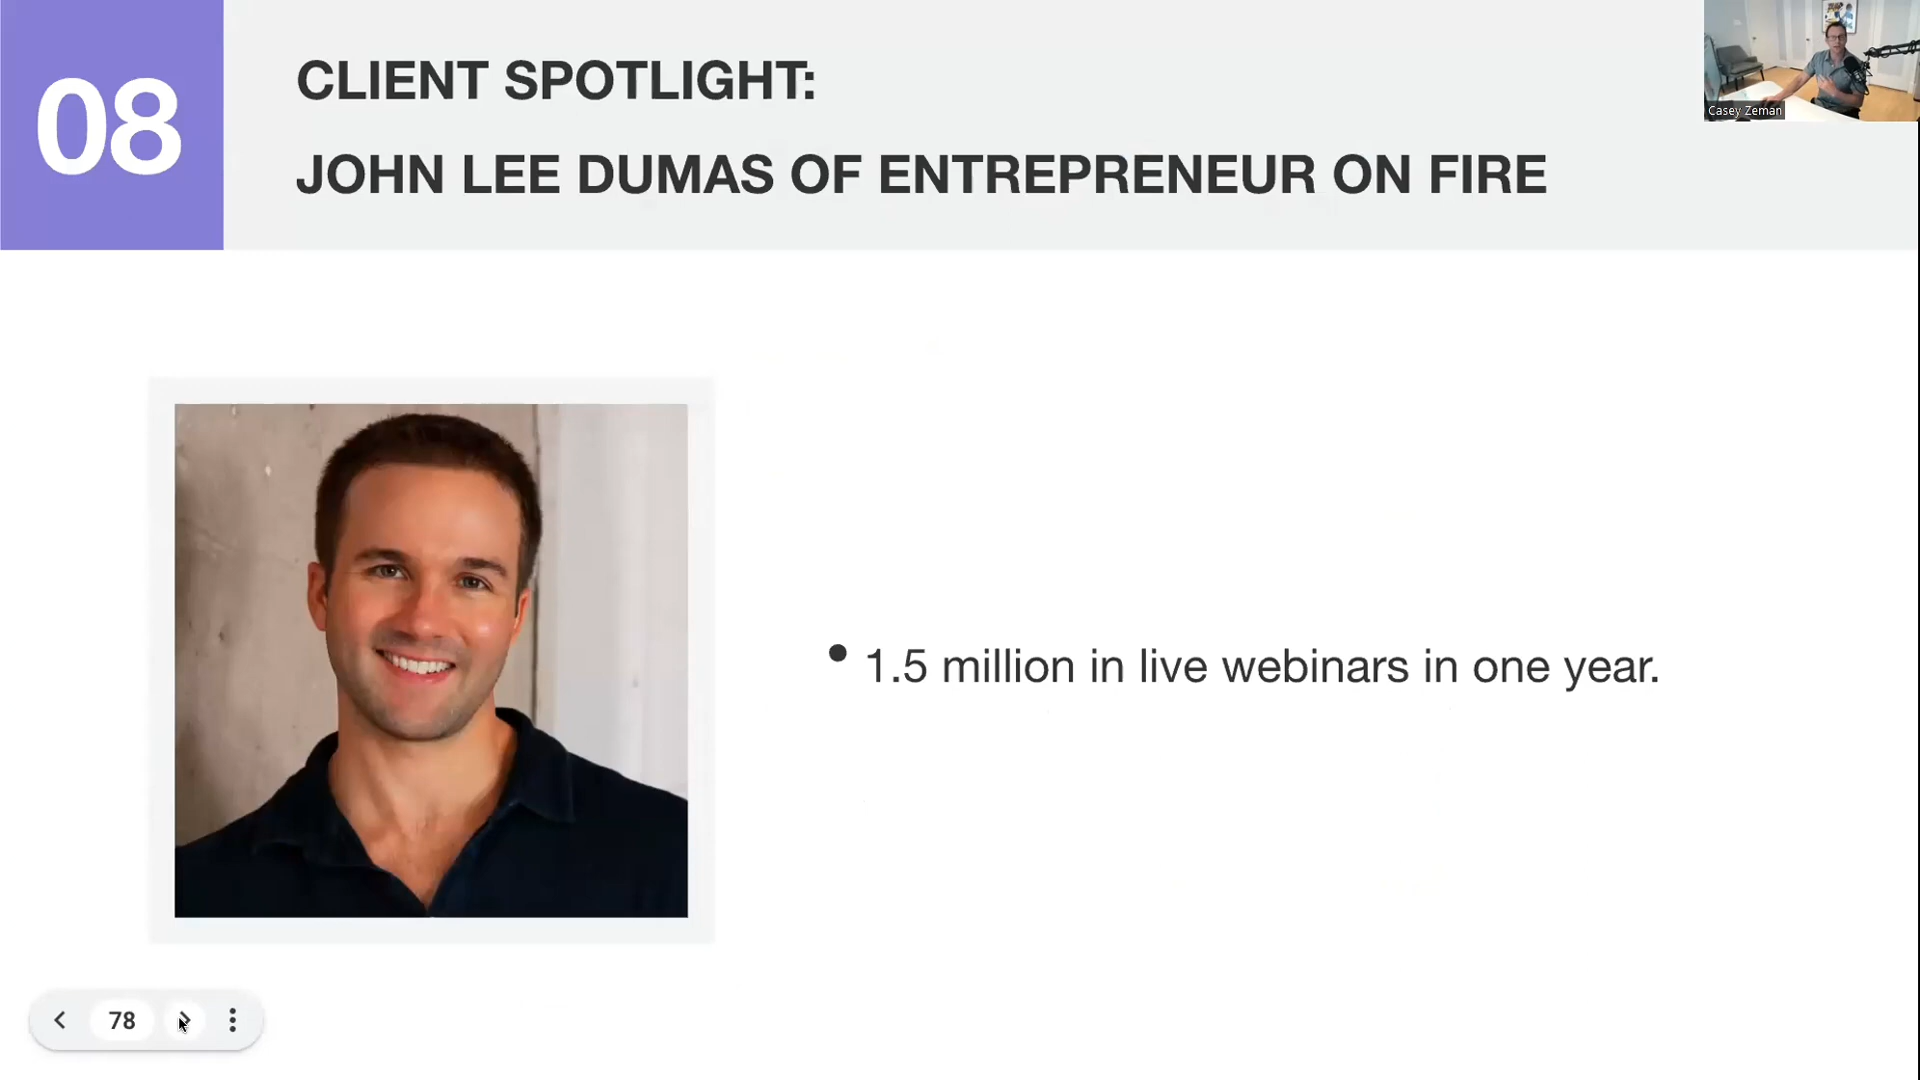 08
CLIENT SPOTLIGHT:
JOHN LEE DUMAS OF ENTREPRENEUR ON FIRE
Casey Zeman
• 1.5 million in live webinars in one year.
78